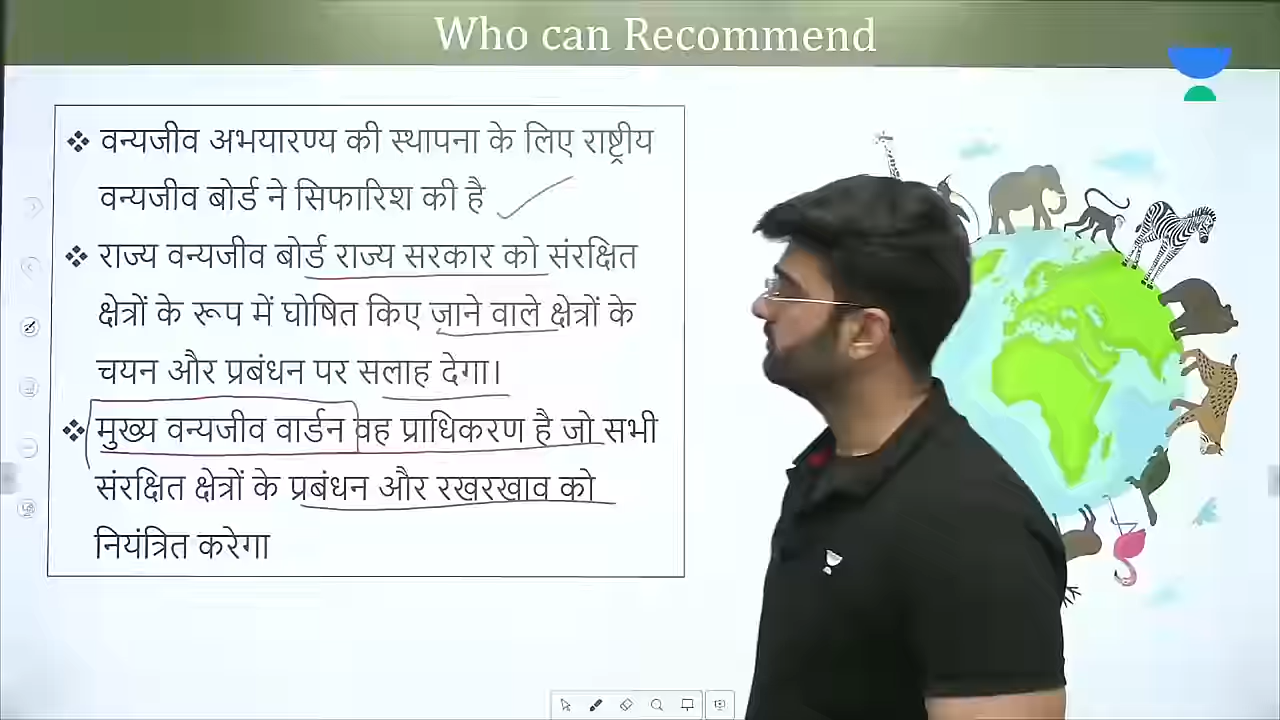 Who can Recommend
❖ वन्यजीव अभयारण्य की स्थापना के लिए राष्ट्रीय
वन्यजीव बोर्ड ने सिफारिश की है
❖ राज्य वन्यजीव बोर्ड राज्य सरकार को संरक्षित
क्षेत्रों के रूप में घोषित किए जाने वाले क्षेत्रों के
चयन और प्रबंधन पर सलाह देगा।
❖ मुख्य वन्यजीव वार्डन वह प्राधिकरण है जो सभी
संरक्षित क्षेत्रों के प्रबंधन और रखरखाव को
नियंत्रित करेगा